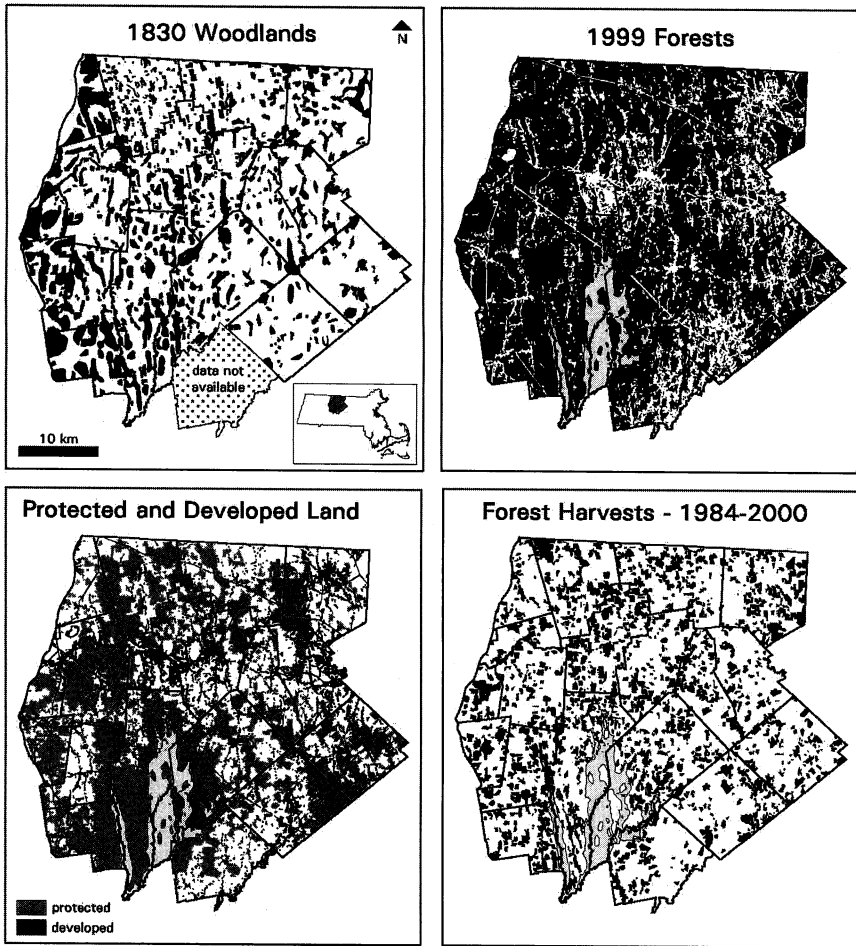 1830 Woodlands
N
data not
available
10 km
1999 Forests
Protected and Developed Land
protected
developed
Forest Harvests - 1984-2000